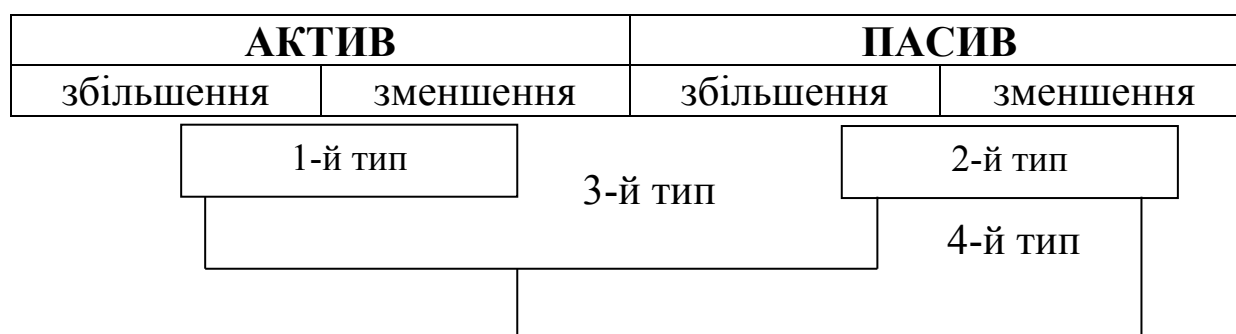 АКТИВ ПАСИВ
збільшення зменшення збільшення зменшення
1-й тип 2-й тип
3-й тип
4-й тип